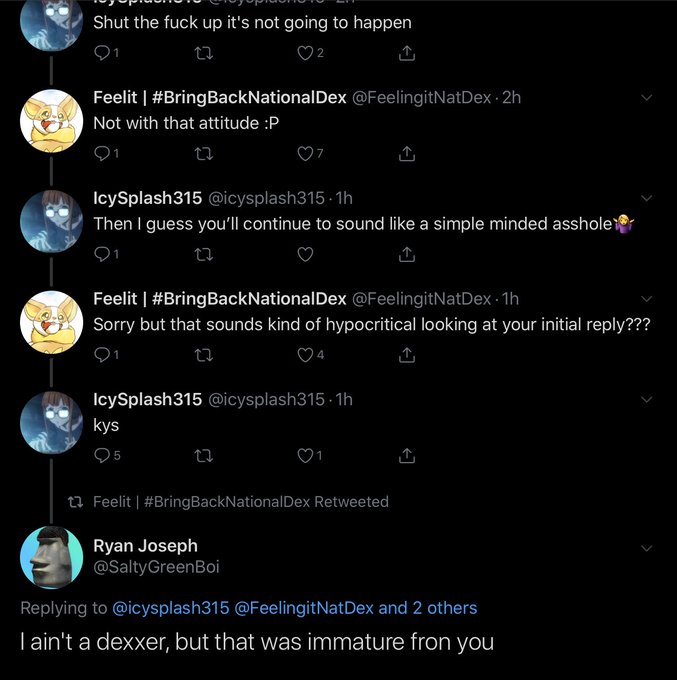 IcySplash315 @icysplash315 · 2h
Shut the fuck up it's not going to happen
1 2
Feelit | #BringBackNationalDex @FeelingitNatDex · 2h
Not with that attitude :P
1 7
IcySplash315 @icysplash315 · 1h
Then I guess you’ll continue to sound like a simple minded asshole🤷‍♀️
1
Feelit | #BringBackNationalDex @FeelingitNatDex · 1h
Sorry but that sounds kind of hypocritical looking at your initial reply???
1 4
IcySplash315 @icysplash315 · 1h
kys
5 1
Feelit | #BringBackNationalDex Retweeted
Ryan Joseph
@SaltyGreenBoi
Replying to @icysplash315 @FeelingitNatDex and 2 others
I ain't a dexxer, but that was immature fron you